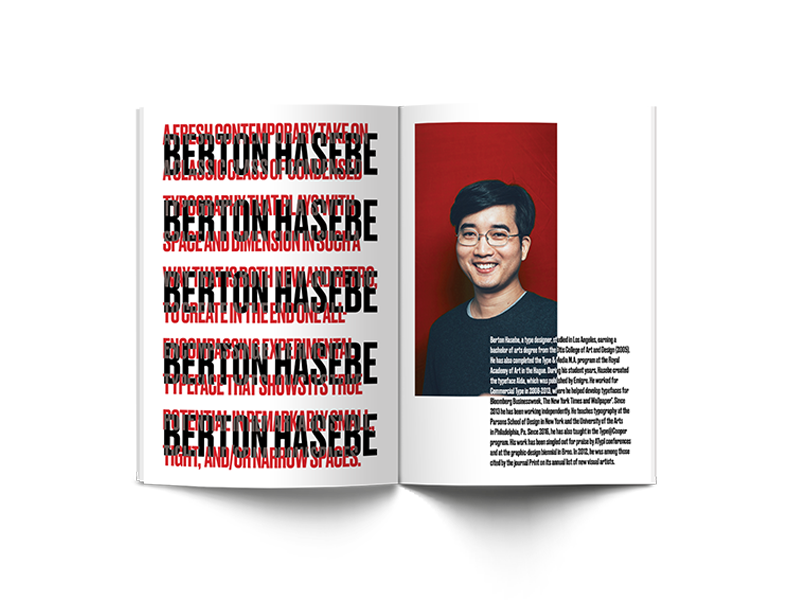 A FRESH CONTEMPORARY TAKE ON
BERTON HASEBE
A CLASSIC CLASS OF CONDENSED
TYPOGRAPHY THAT PLAYS WITH
BERTON HASEBE
SPACE AND DIMENSION IN SUCH A
WAY THAT IS BOTH NEW AND RETRO,
BERTON HASEBE
TO CREATE IN THE END ONE ALL-
ENCOMPASSING EXPERIMENTAL
BERTON HASEBE
TYPEFACE THAT SHOWS ITS TRUE
POTENTIAL IN REMARKABLY SMALL,
BERTON HASEBE
TIGHT, AND/OR NARROW SPACES.
Berton Hasebe, a type designer, studied in Los Angeles, earning a
bachelor of arts degree from the Otis College of Art and Design (2005).
He has also completed the Type & Media M.A. program at the Royal
Academy of Art in the Hague. During his student years, Hasebe created
the typeface Alda, which was published by Emigre. He worked for
Commercial Type in 2008-2013, where he helped develop typefaces for
Bloomberg Businessweek, The New York Times and Wallpaper*. Since
2013 he has been working independently. He teaches typography at the
Parsons School of Design in New York and the University of the Arts
in Philadelphia, Pa. Since 2016, he has also taught in the Type@Cooper
program. His work has been singled out for praise by ATypI conferences
and at the graphic-design biennial in Brno. In 2012, he was among those
cited by the journal Print on its annual list of new visual artists.